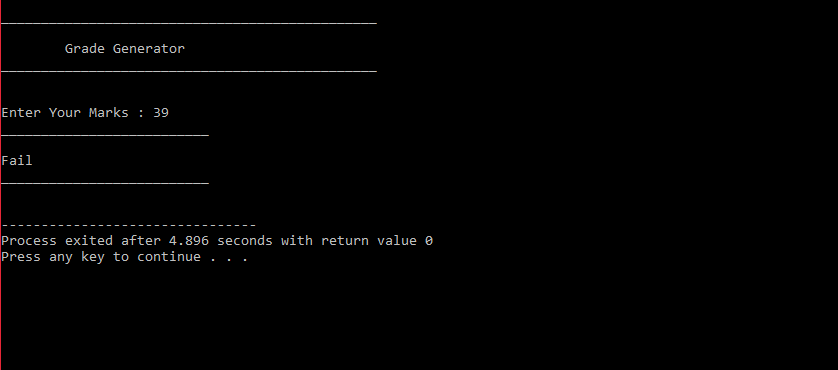 _______________________________________________
Grade Generator
_______________________________________________
Enter Your Marks : 39
__________________________
Fail
__________________________
--------------------------------
Process exited after 4.896 seconds with return value 0
Press any key to continue . . .